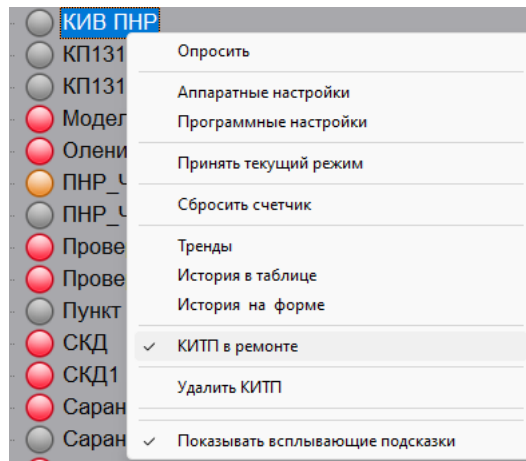 КИВ ПНР
КП131
КП131
Модел
Олени
ПНР_Ч
ПНР_Ч
Прове
Прове
Пункт
СКД
СКД1
Саран
Саран
Опросить
Аппаратные настройки
Программные настройки
Принять текущий режим
Сбросить счетчик
Тренды
История в таблице
История на форме
КИТП в ремонте
Удалить КИТП
Показывать всплывающие подсказки